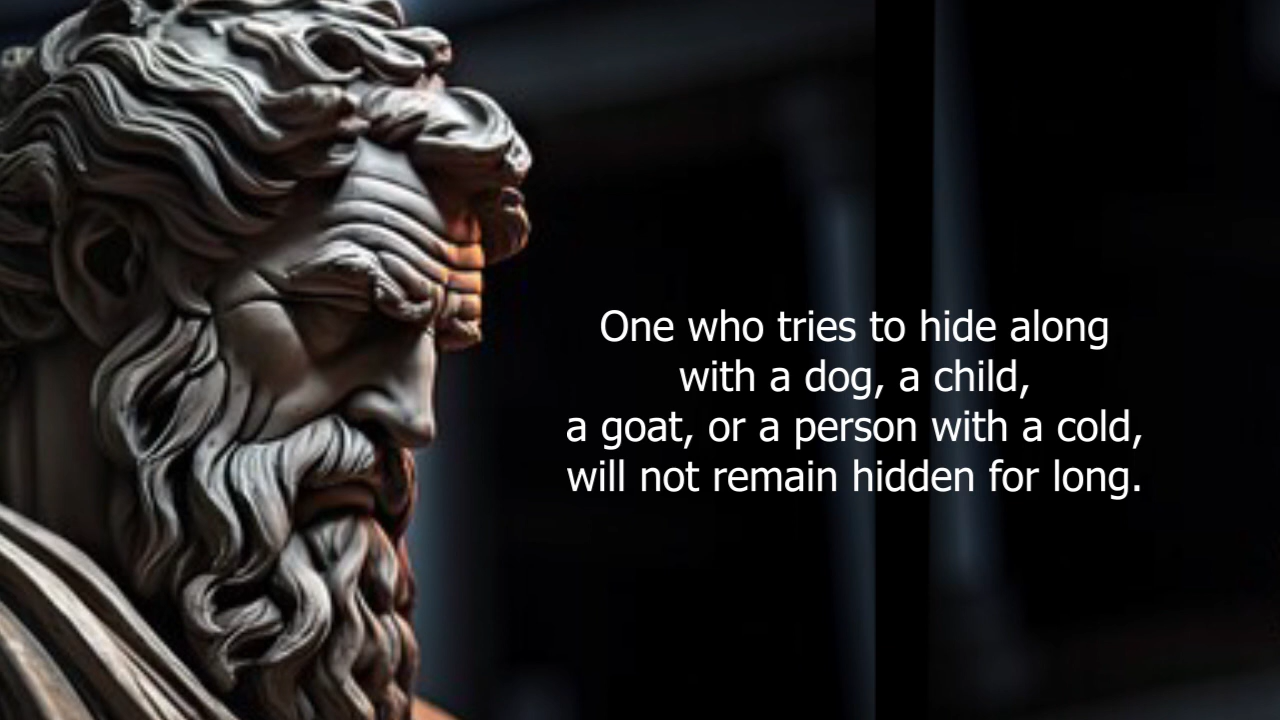 One who tries to hide along
with a dog, a child,
a goat, or a person with a cold,
will not remain hidden for long.